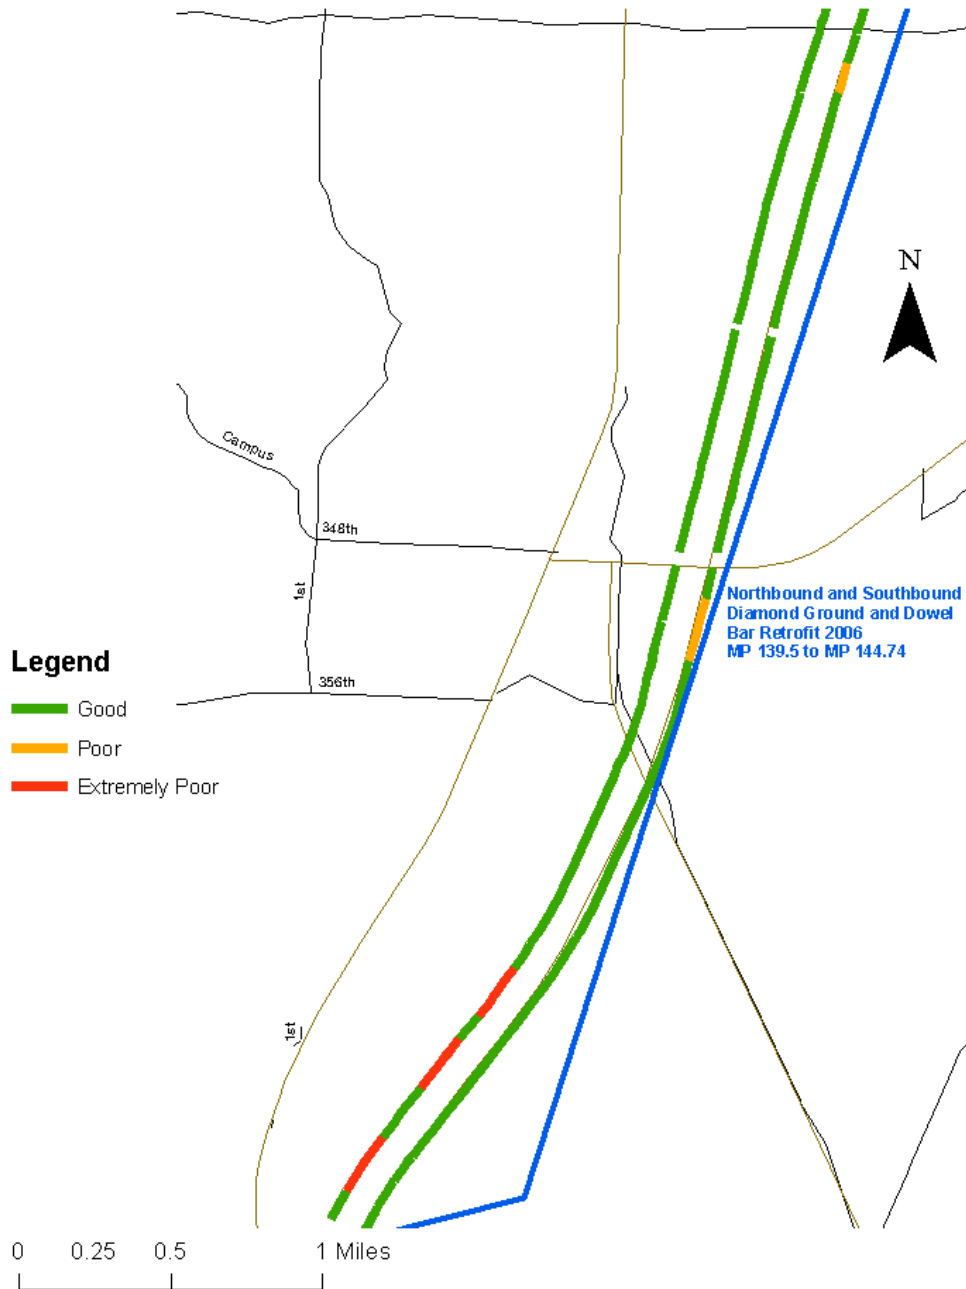 N
Campus
348th
1st
Northbound and Southbound
Diamond Ground and Dowel
Bar Retrofit 2006
MP 139.5 to MP 144.74
Legend
356th
Good
Poor
Extremely Poor
1st
0 0.25 0.5 1 Miles